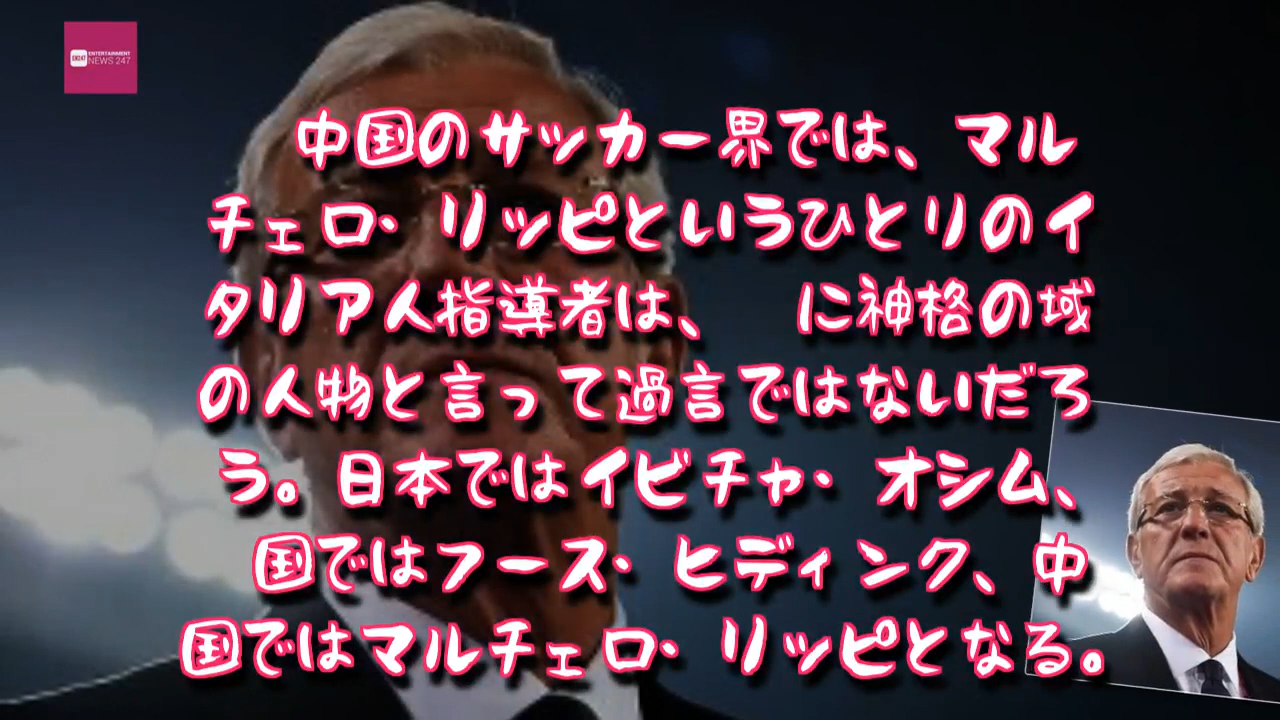 ENTERTAINMENT
NEWS 247
中国のサッカー界では、マル
チェロ・リッピというひとりのイ
タリア人指導者は、 に神格の域
の人物と言って過言ではないだろ
う。日本ではイビチャ・オシム、
国ではフース・ヒディンク、中
国ではマルチェロ・リッピとなる。